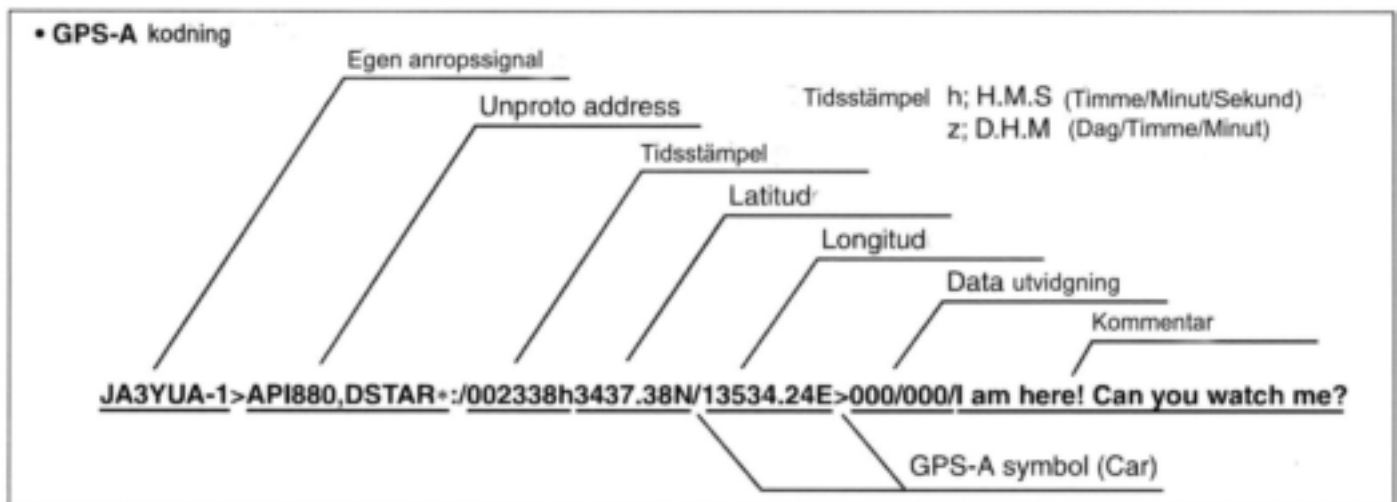 • GPS-A kodning
Egen anropssignal
Unproto address
Tidsstämpel h; H.M.S (Timme/Minut/Sekund)
z; D.H.M (Dag/Timme/Minut)
Tidsstämpel
Latitud
Longitud
Data utvidgning
Kommentar
JA3YUA-1>API880,DSTAR*:/002338h3437.38N/13534.24E>000/000/I am here! Can you watch me?
GPS-A symbol (Car)